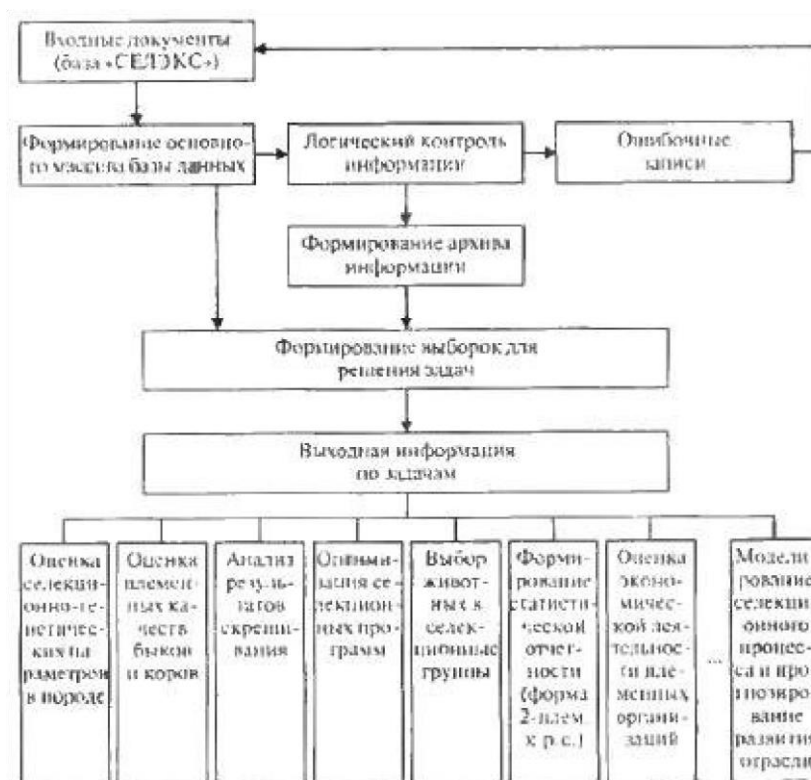 Входные документы
(база «СЕЛЭКС»)
Формирование основно-
го массива базы данных
Логический контроль
информации
Ошибочные
записи
Формирование архива
информации
Формирование выборок для
решения задач
Выходная информация
по задачам
Оценка
селекци-
онно-ге-
нетичес-
ких па-
раметров
в породе
Оценка
племен-
ных ка-
честв
быков
и коров
Анализ
резуль-
татов
скрещи-
вания
Оптими-
зация се-
лекцион-
ных про-
грамм
Выбор
живот-
ных в
селек-
ционные
группы
Форми-
рование
статисти-
ческой
отчет-
ности
(форма
2-плем
к.р.с.)
Оценка
эконо-
мичес-
кой дея-
тельнос-
ти пле-
менных
органи-
заций
...
Модели-
рование
селекци-
онного
процес-
са и про-
гнозиро-
вание
развития
отрасли